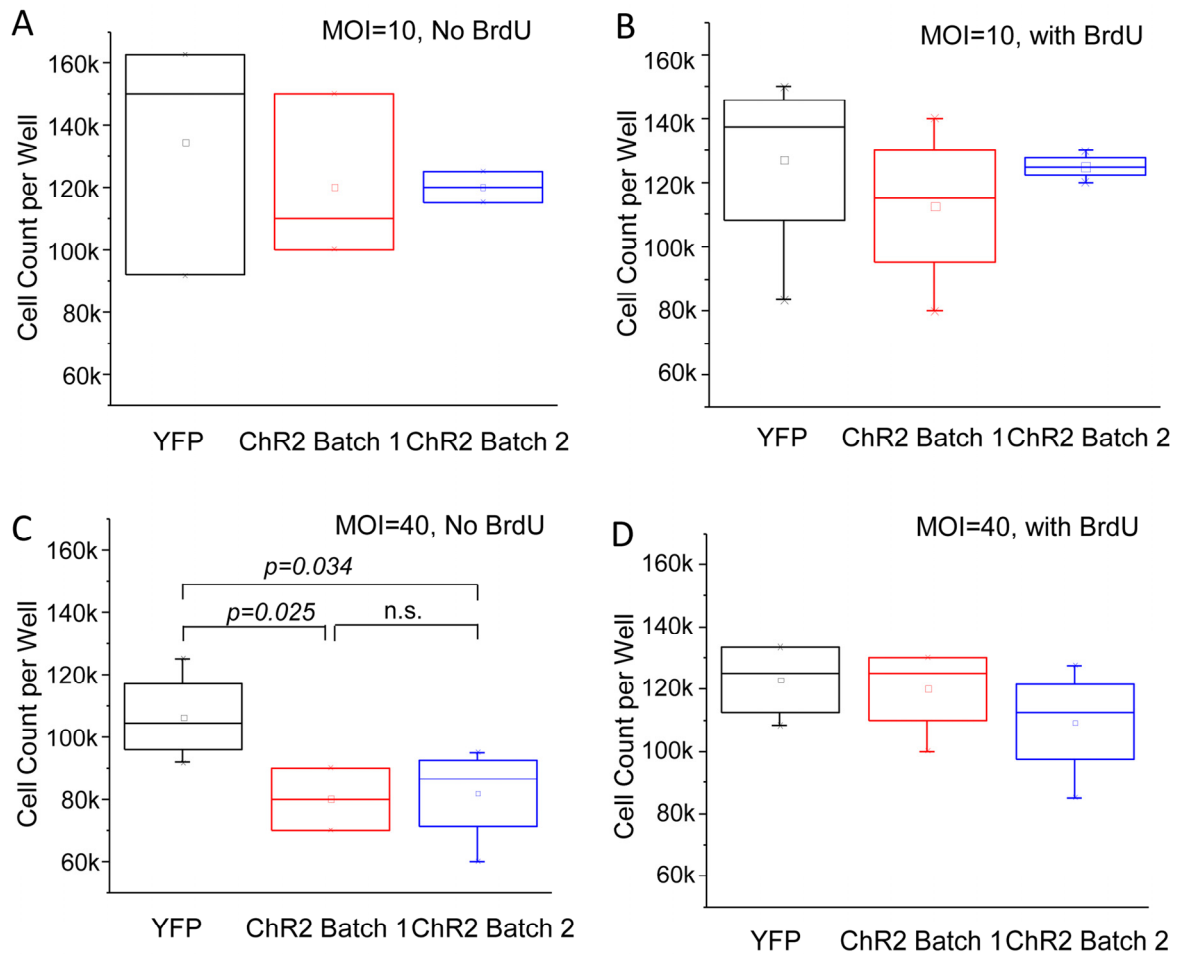 A
MOI=10, No BrdU
Cell Count per Well
160k
140k
120k
100k
80k
60k
YFP
ChR2 Batch 1
ChR2 Batch 2
B
MOI=10, with BrdU
Cell Count per Well
160k
140k
120k
100k
80k
60k
YFP
ChR2 Batch 1
ChR2 Batch 2
C
MOI=40, No BrdU
Cell Count per Well
160k
140k
120k
100k
80k
60k
p=0.034
p=0.025
n.s.
YFP
ChR2 Batch 1
ChR2 Batch 2
D
MOI=40, with BrdU
Cell Count per Well
160k
140k
120k
100k
80k
60k
YFP
ChR2 Batch 1
ChR2 Batch 2